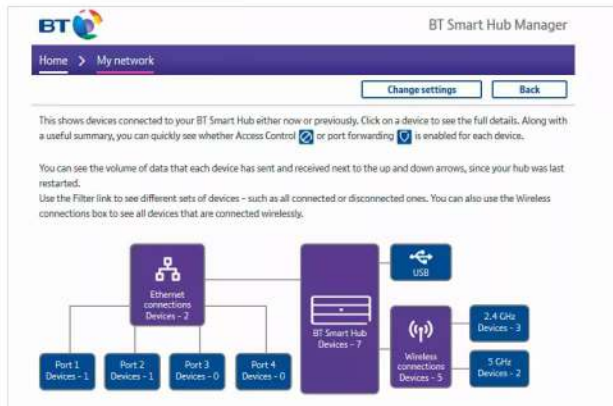 BT
BT Smart Hub Manager
Home > My network
Change settings
Back
This shows devices connected to your BT Smart Hub either now or previously. Click on a device to see the full details. Along with
a useful summary, you can quickly see whether Access Control or port forwarding is enabled for each device.
You can see the volume of data that each device has sent and received next to the up and down arrows, since your hub was last
restarted.
Use the Filter link to see different sets of devices - such as all connected or disconnected ones. You can also use the Wireless
connections box to see all devices that are connected wirelessly.
Ethernet
connections
Devices - 2
Port 1
Devices - 1
Port 2
Devices - 1
Port 3
Devices - 0
Port 4
Devices - 0
BT Smart Hub
Devices - 7
USB
Wireless
connections
Devices - 5
2.4 GHz
Devices - 3
5 GHz
Devices - 2